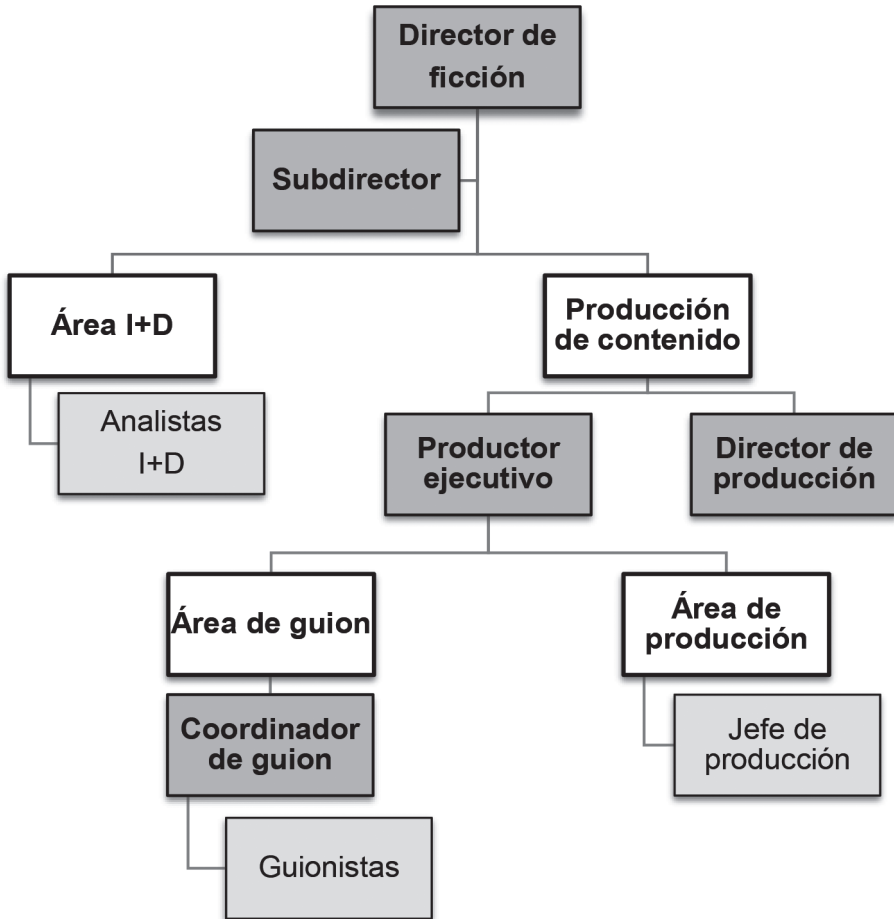 Director de
ficción
Subdirector
Área I+D
Producción
de contenido
Analistas
I+D
Productor
ejecutivo
Director de
producción
Área de guion
Área de
producción
Coordinador
de guion
Jefe de
producción
Guionistas